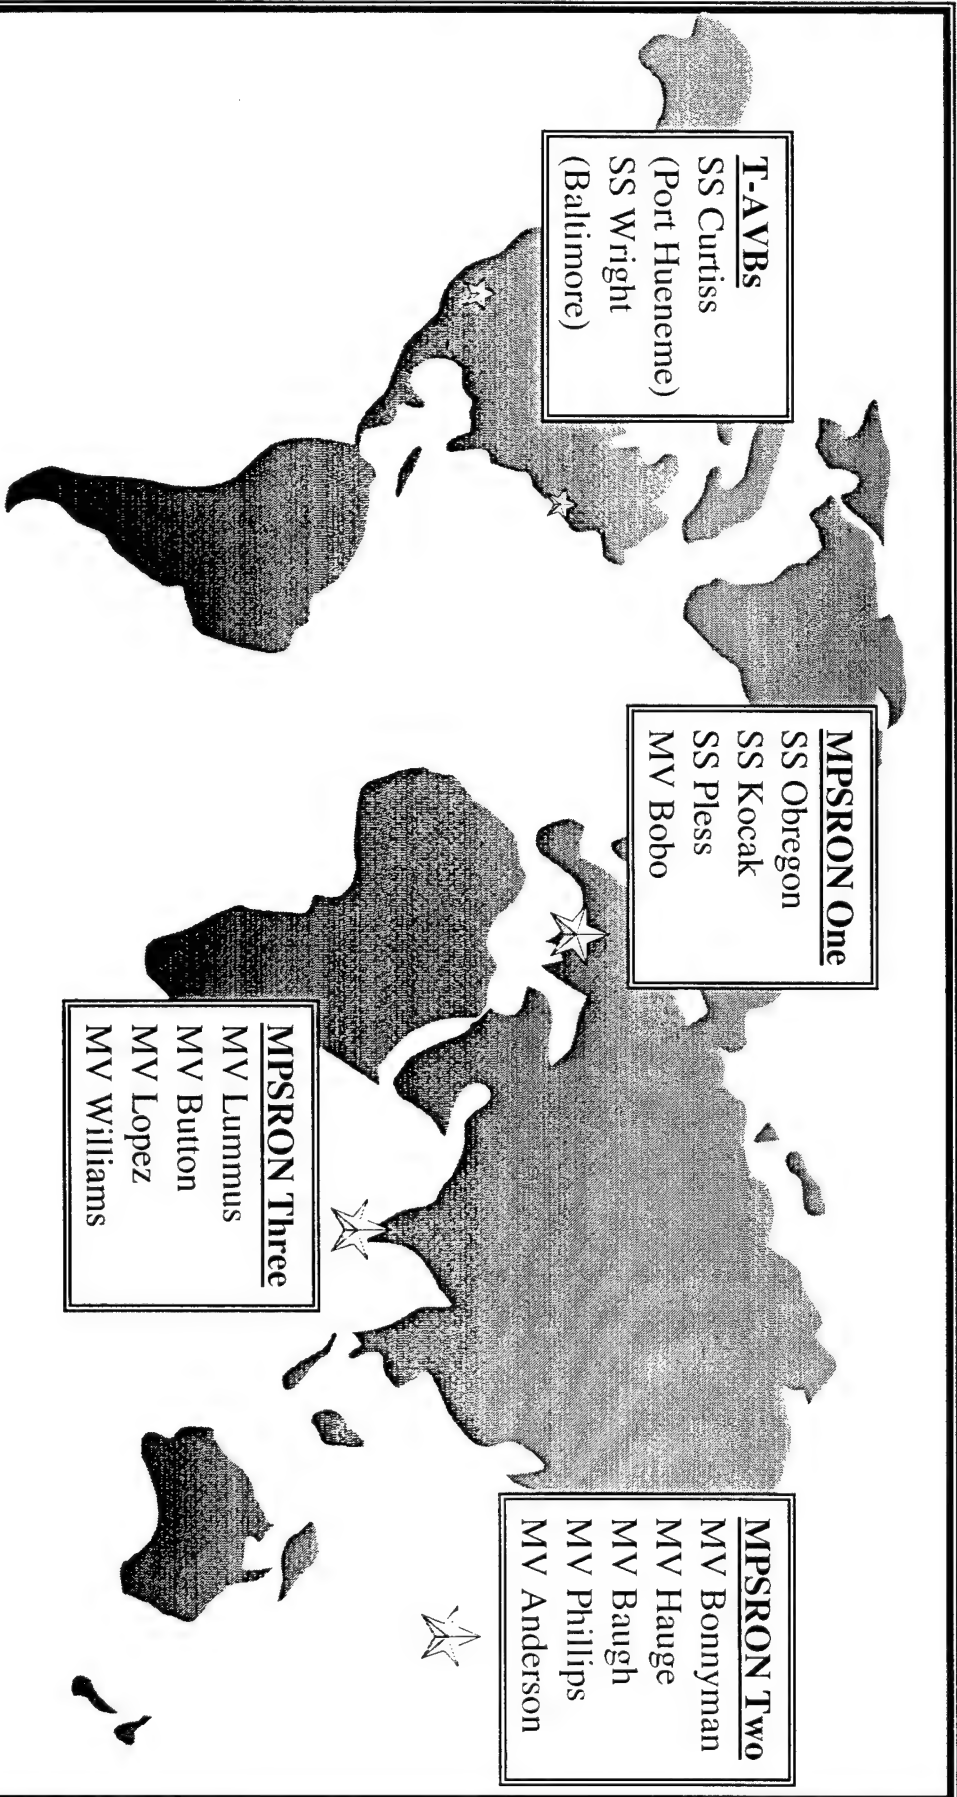 T-AVBs
SS Curtiss
(Port Hueneme)
SS Wright
(Baltimore)
MPSRON One
SS Obregon
SS Kocak
SS Pless
MV Bobo
MPSRON Three
MV Lummus
MV Button
MV Lopez
MV Williams
MPSRON Two
MV Bonnyman
MV Hauge
MV Baugh
MV Phillips
MV Anderson